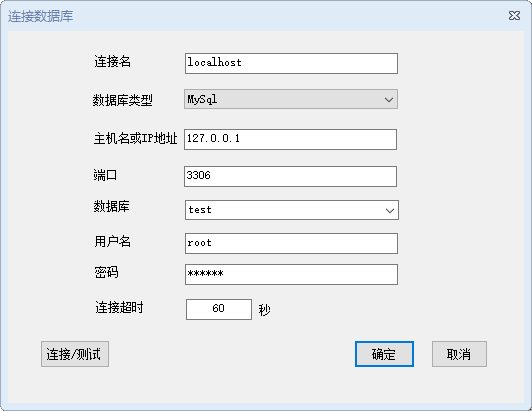 连接数据库
连接名 localhost
数据库类型 MySql
主机名或IP地址 127.0.0.1
端口 3306
数据库 test
用户名 root
密码 ******
连接超时 60 秒
连接/测试 确定 取消